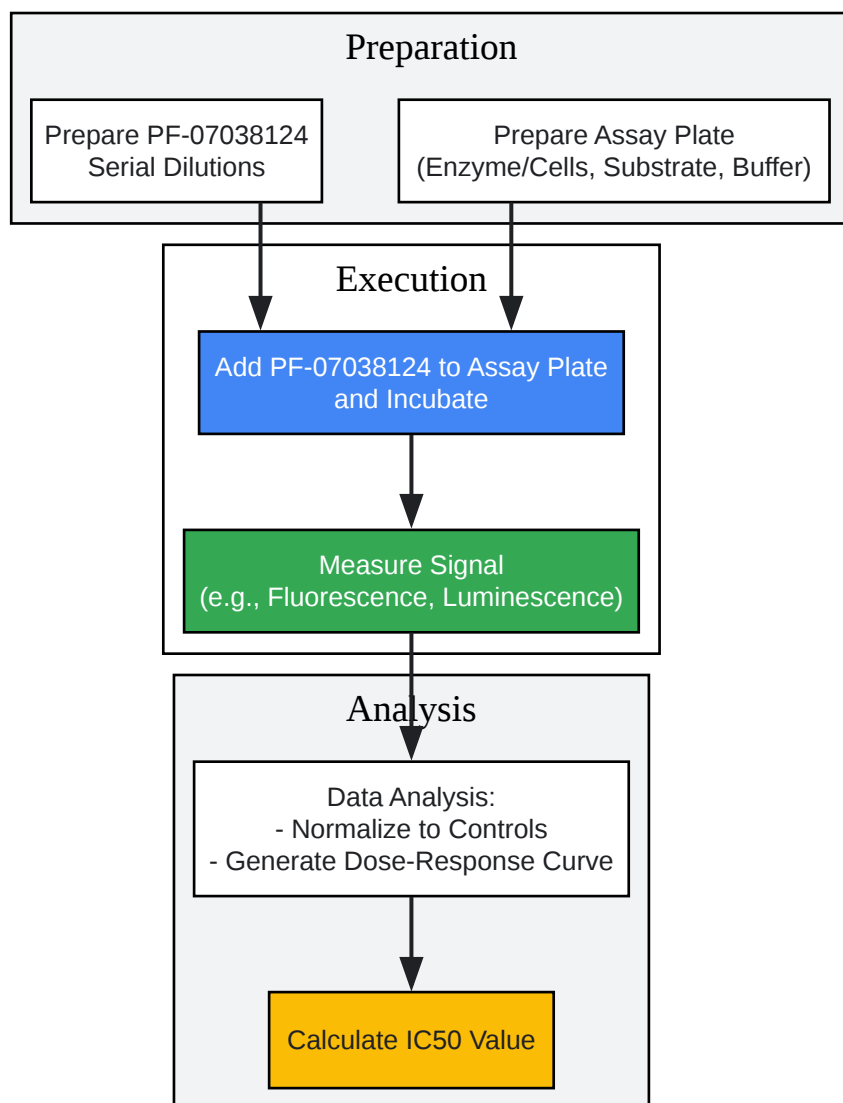 Preparation
Prepare PF-07038124
Serial Dilutions
Prepare Assay Plate
(Enzyme/Cells, Substrate, Buffer)
Execution
Add PF-07038124 to Assay Plate
and Incubate
Measure Signal
(e.g., Fluorescence, Luminescence)
Analysis
Data Analysis:
- Normalize to Controls
- Generate Dose-Response Curve
Calculate IC50 Value